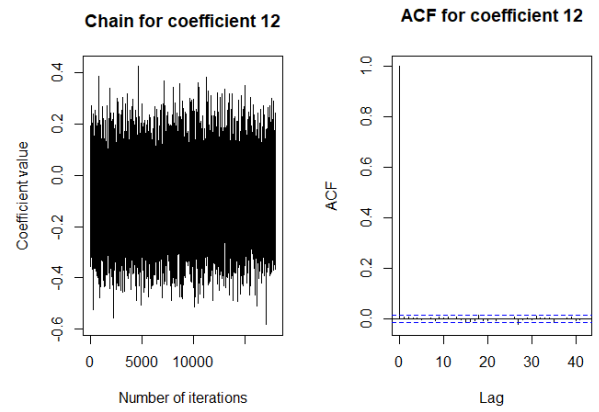 Chain for coefficient 12
Coefficient value
0.4
0.2
0.0
-0.2
-0.4
-0.6
0 5000 10000
Number of iterations
ACF for coefficient 12
ACF
1.0
0.8
0.6
0.4
0.2
0.0
0 10 20 30 40
Lag